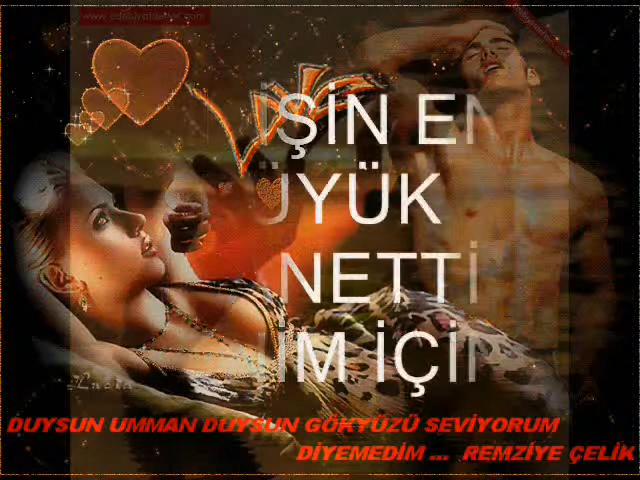 İŞİN EN
ÜYÜK
NETTİ
İM İÇİN
DUYSUN UMMAN DUYSUN GÖKYÜZÜ SEVİYORUM
DİYEMEDİM ... REMZİYE ÇELİK